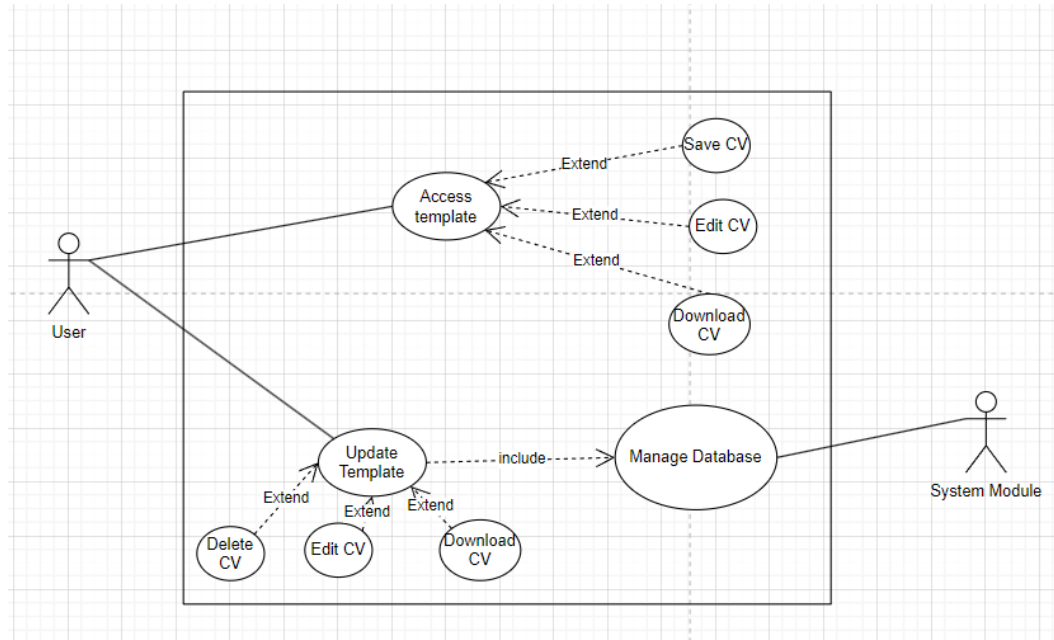 Save CV
Extend
Access
template
Extend
Edit CV
Extend
Download
CV
User
Update
Template
include
Manage Database
System Module
Extend
Extend
Extend
Delete
CV
Edit CV
Download
CV